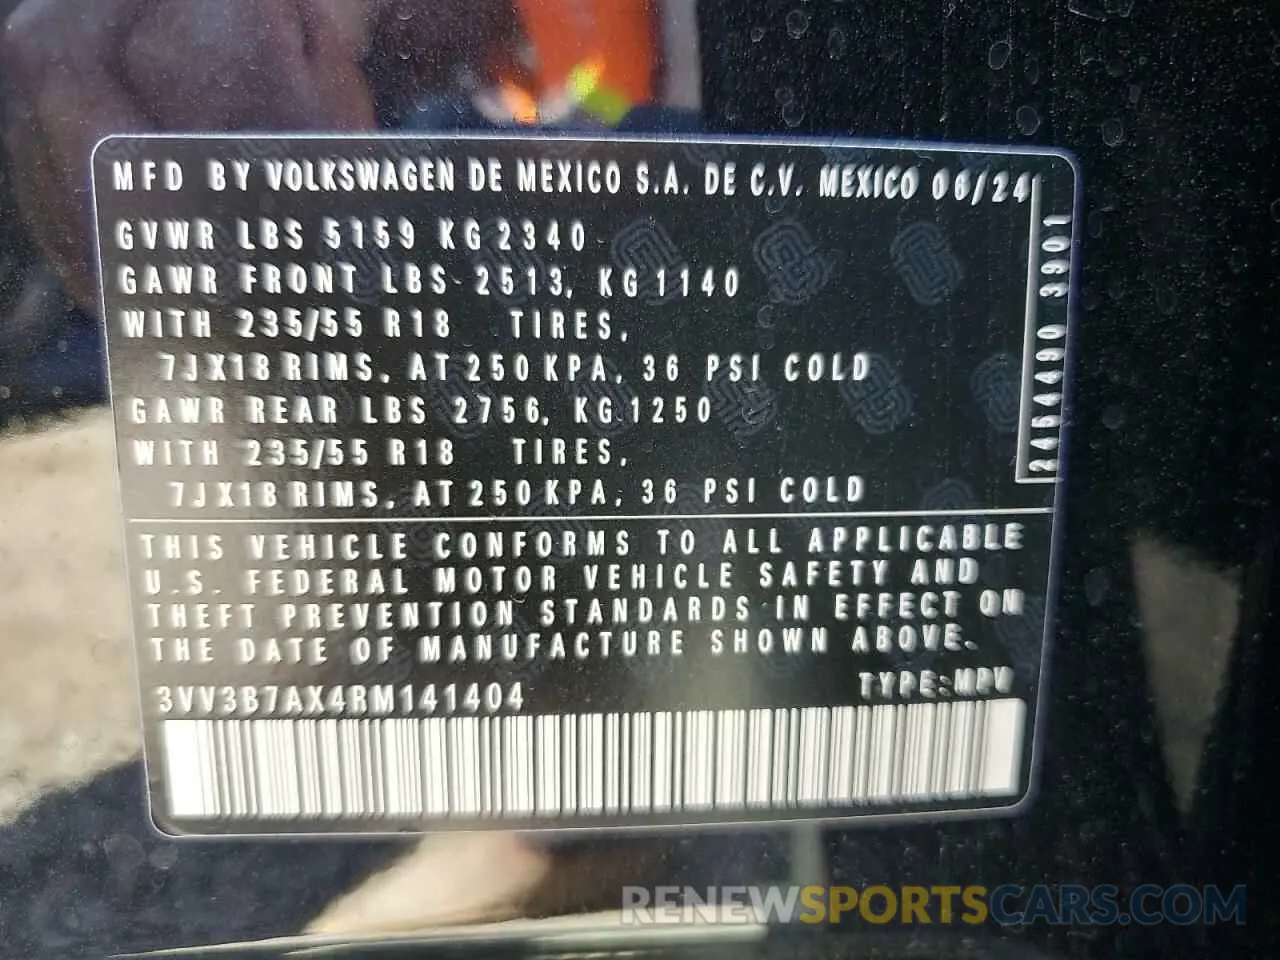 MFD BY VOLKSWAGEN DE MEXICO S.A. DE C.V. MEXICO 06/24
GVWR LBS 5159 KG 2340
GAWR FRONT LBS 2513, KG 1140
WITH 235/55 R18 TIRES,
7JX18 RIMS, AT 250 KPA, 36 PSI COLD
GAWR REAR LBS 2756, KG 1250
WITH 235/55 R18 TIRES,
7JX18 RIMS, AT 250 KPA, 36 PSI COLD
24654490 3901
THIS VEHICLE CONFORMS TO ALL APPLICABLE
U.S. FEDERAL MOTOR VEHICLE SAFETY AND
THEFT PREVENTION STANDARDS IN EFFECT ON
THE DATE OF MANUFACTURE SHOWN ABOVE.
3VV3B7AX4RM141404 TYPE:MPV
RENEWSPORTSCARS.COM